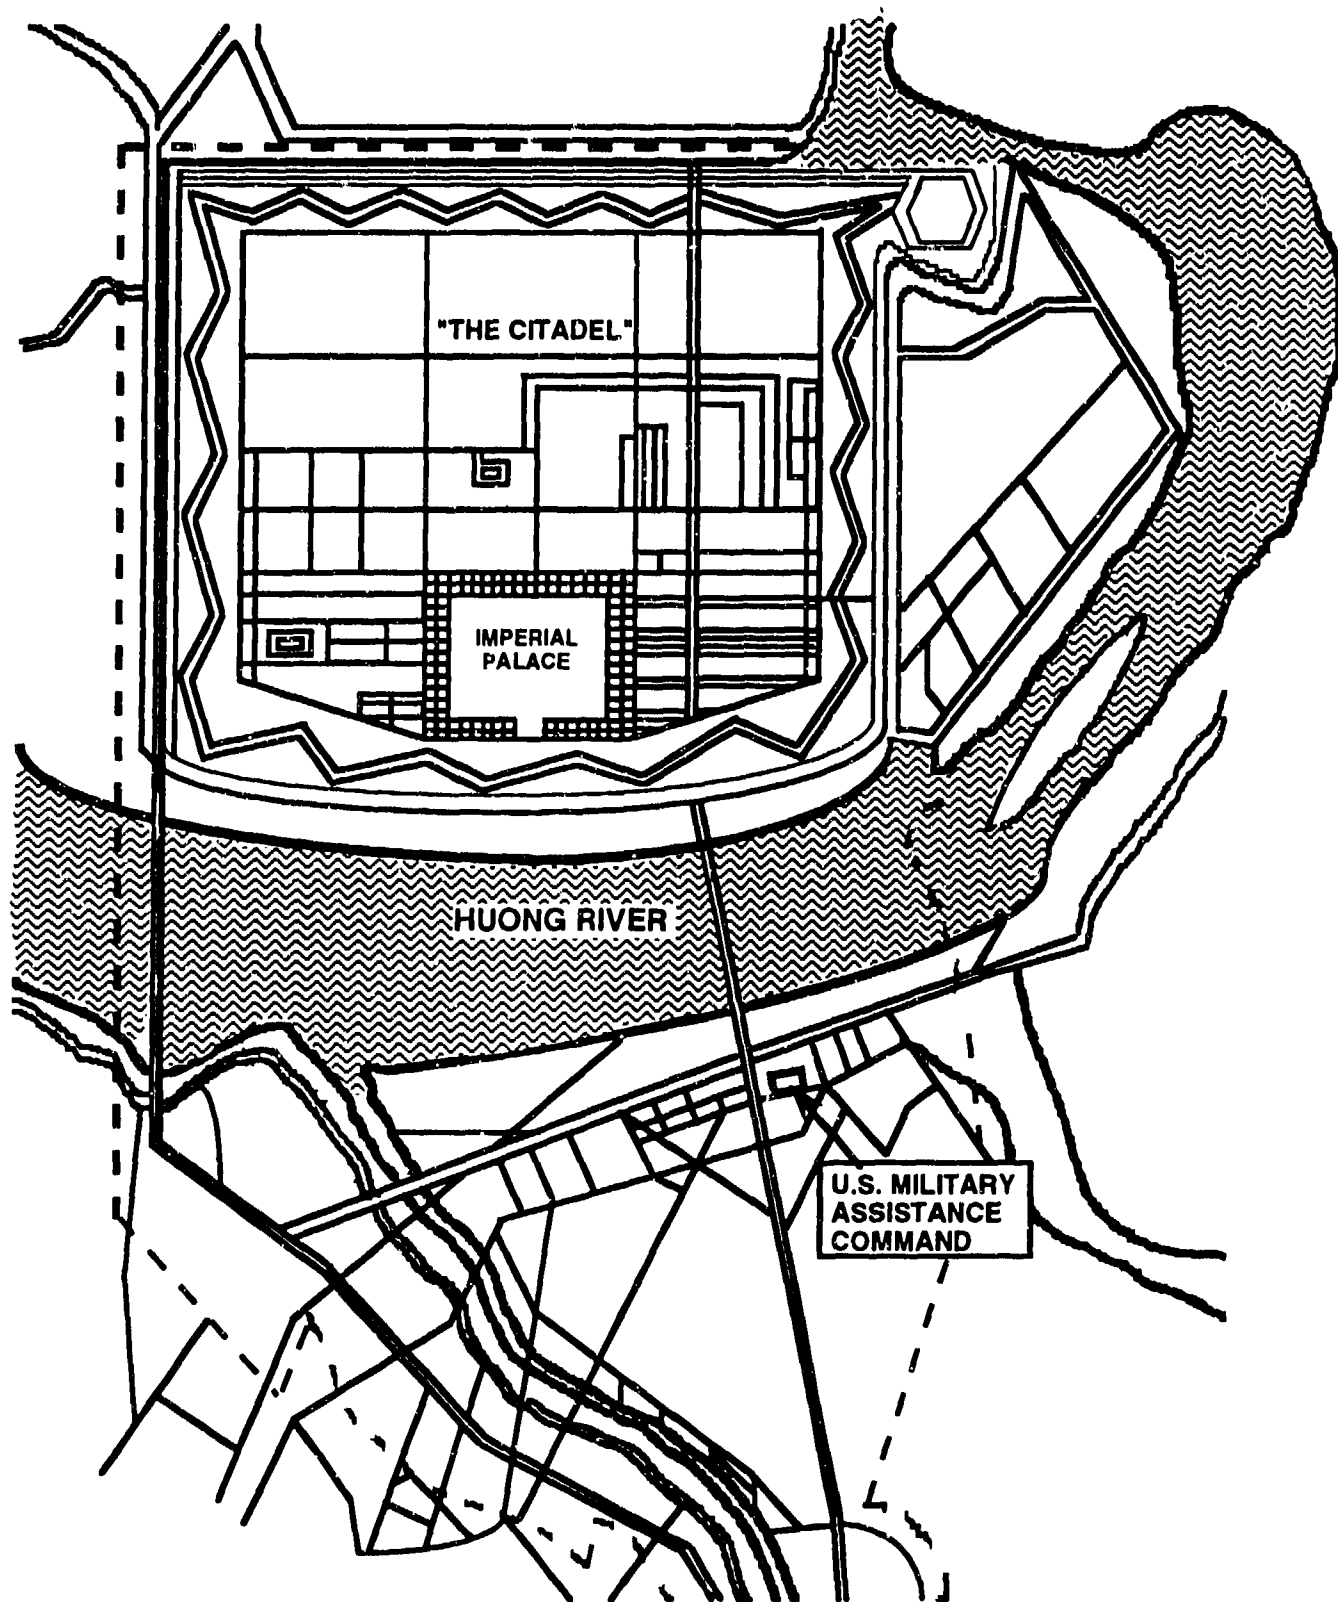 "THE CITADEL"
IMPERIAL
PALACE
HUONG RIVER
U.S. MILITARY
ASSISTANCE
COMMAND